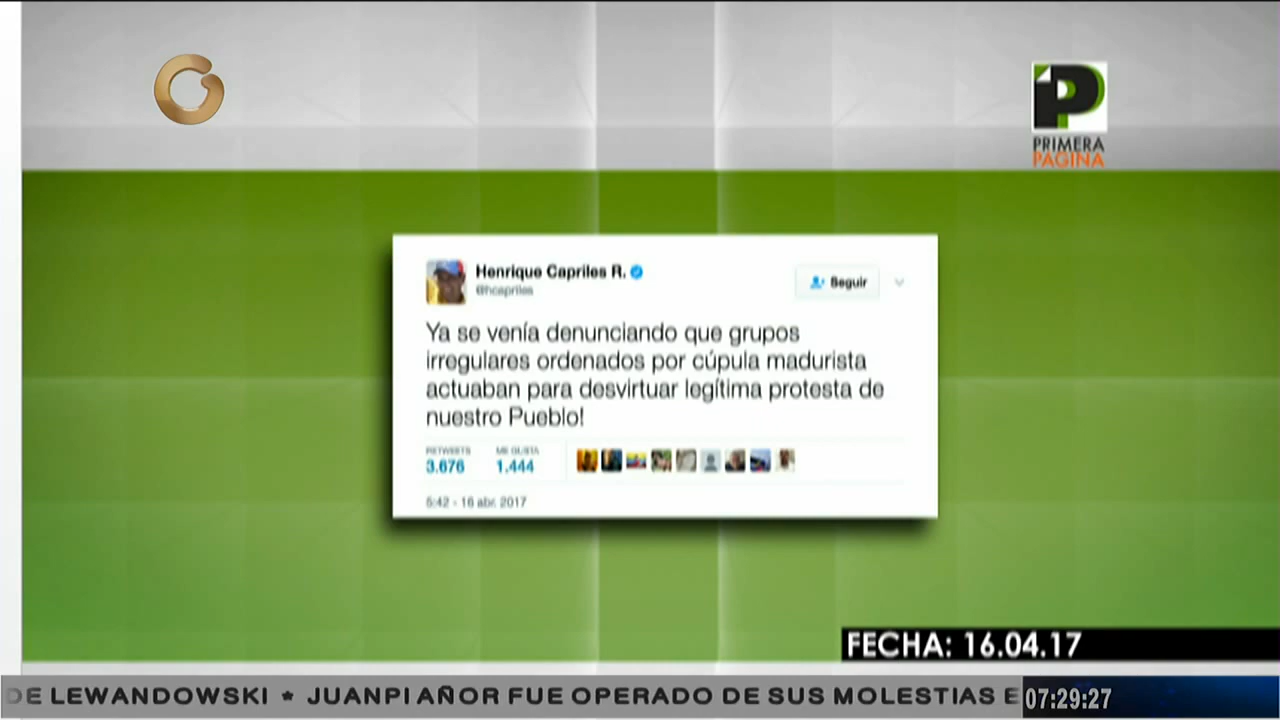 PRIMERA
PAGINA
Henrique Capriles R.
@hcapriles
Seguir
Ya se venía denunciando que grupos
irregulares ordenados por cúpula madurista
actuaban para desvirtuar legítima protesta de
nuestro Pueblo!
RETWEETS
ME GUSTA
3.676
1.444
5:42 - 16 abr. 2017
FECHA: 16.04.17
DE LEWANDOWSKI * JUANPI AÑOR FUE OPERADO DE SUS MOLESTIAS E
07:29:27